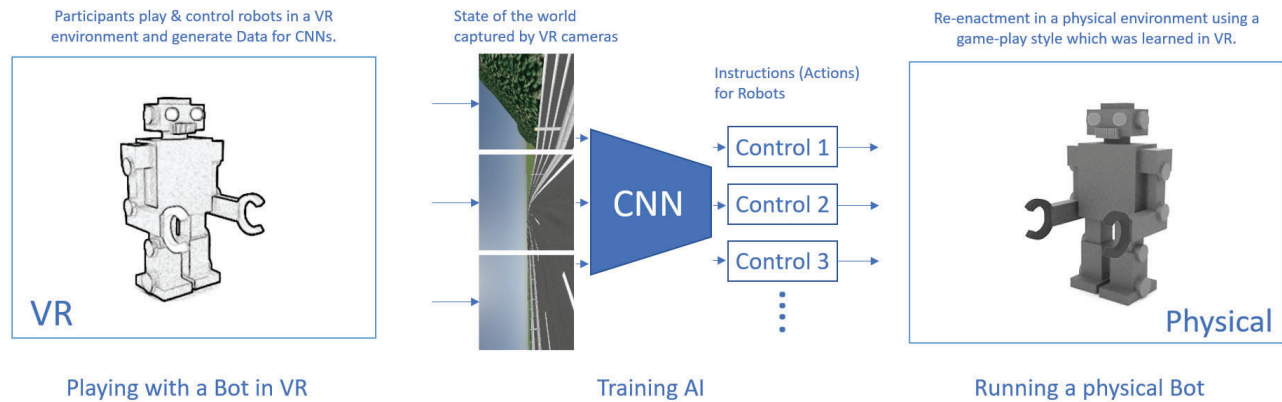 Participants play & control robots in a VR
environment and generate Data for CNNs.
VR
Playing with a Bot in VR
State of the world
captured by VR cameras
Instructions (Actions)
for Robots
CNN
Control 1
Control 2
Control 3
Training AI
Re-enactment in a physical environment using a
game-play style which was learned in VR.
Physical
Running a physical Bot